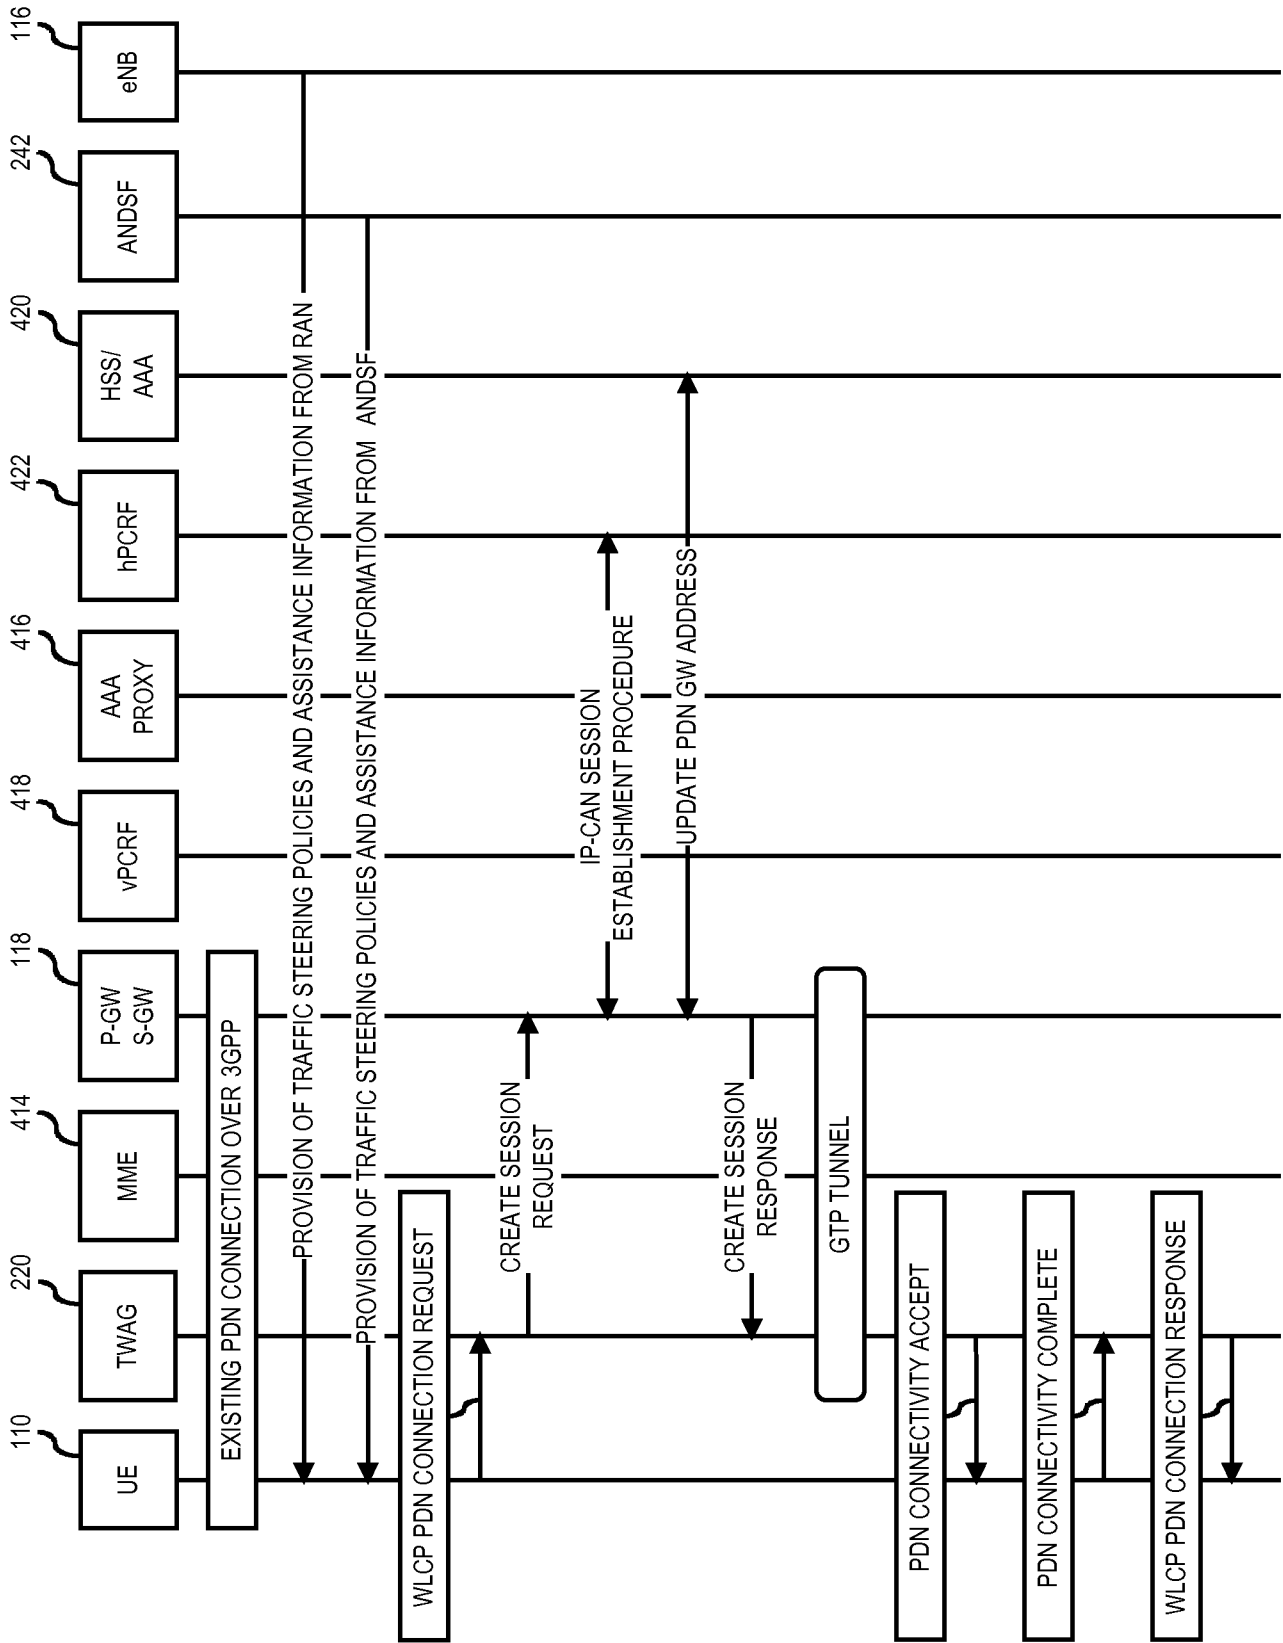 110
220
414
118
418
416
422
420
242
116
UE
TWAG
MME
P-GW
S-GW
vPCRF
AAA
PROXY
hPCRF
HSS/
AAA
ANDSF
eNB
EXISTING PDN CONNECTION OVER 3GPP
PROVISION OF TRAFFIC STEERING POLICIES AND ASSISTANCE INFORMATION FROM RAN
PROVISION OF TRAFFIC STEERING POLICIES AND ASSISTANCE INFORMATION FROM ANDSF
WLCP PDN CONNECTION REQUEST
CREATE SESSION
REQUEST
IP-CAN SESSION
ESTABLISHMENT PROCEDURE
UPDATE PDN GW ADDRESS
CREATE SESSION
RESPONSE
GTP TUNNEL
PDN CONNECTIVITY ACCEPT
PDN CONNECTIVITY COMPLETE
WLCP PDN CONNECTION RESPONSE